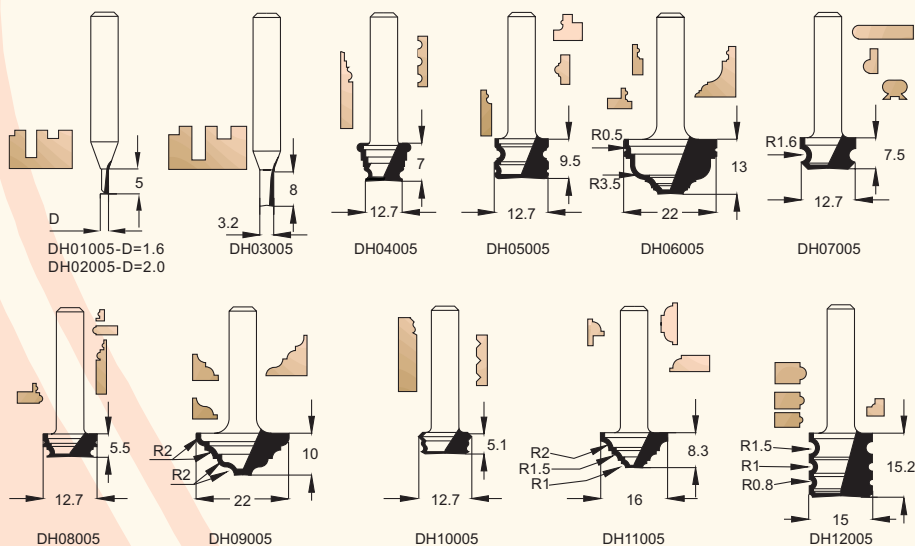 5
D
DH01005-D=1.6
DH02005-D=2.0
8
3.2
DH03005
7
12.7
DH04005
9.5
12.7
DH05005
R0.5
R3.5
13
22
DH06005
R1.6
7.5
12.7
DH07005
5.5
12.7
DH08005
R2
R2
10
22
DH09005
5.1
12.7
DH10005
R2
R1.5
R1
8.3
16
DH11005
R1.5
R1
R0.8
15.2
15
DH12005